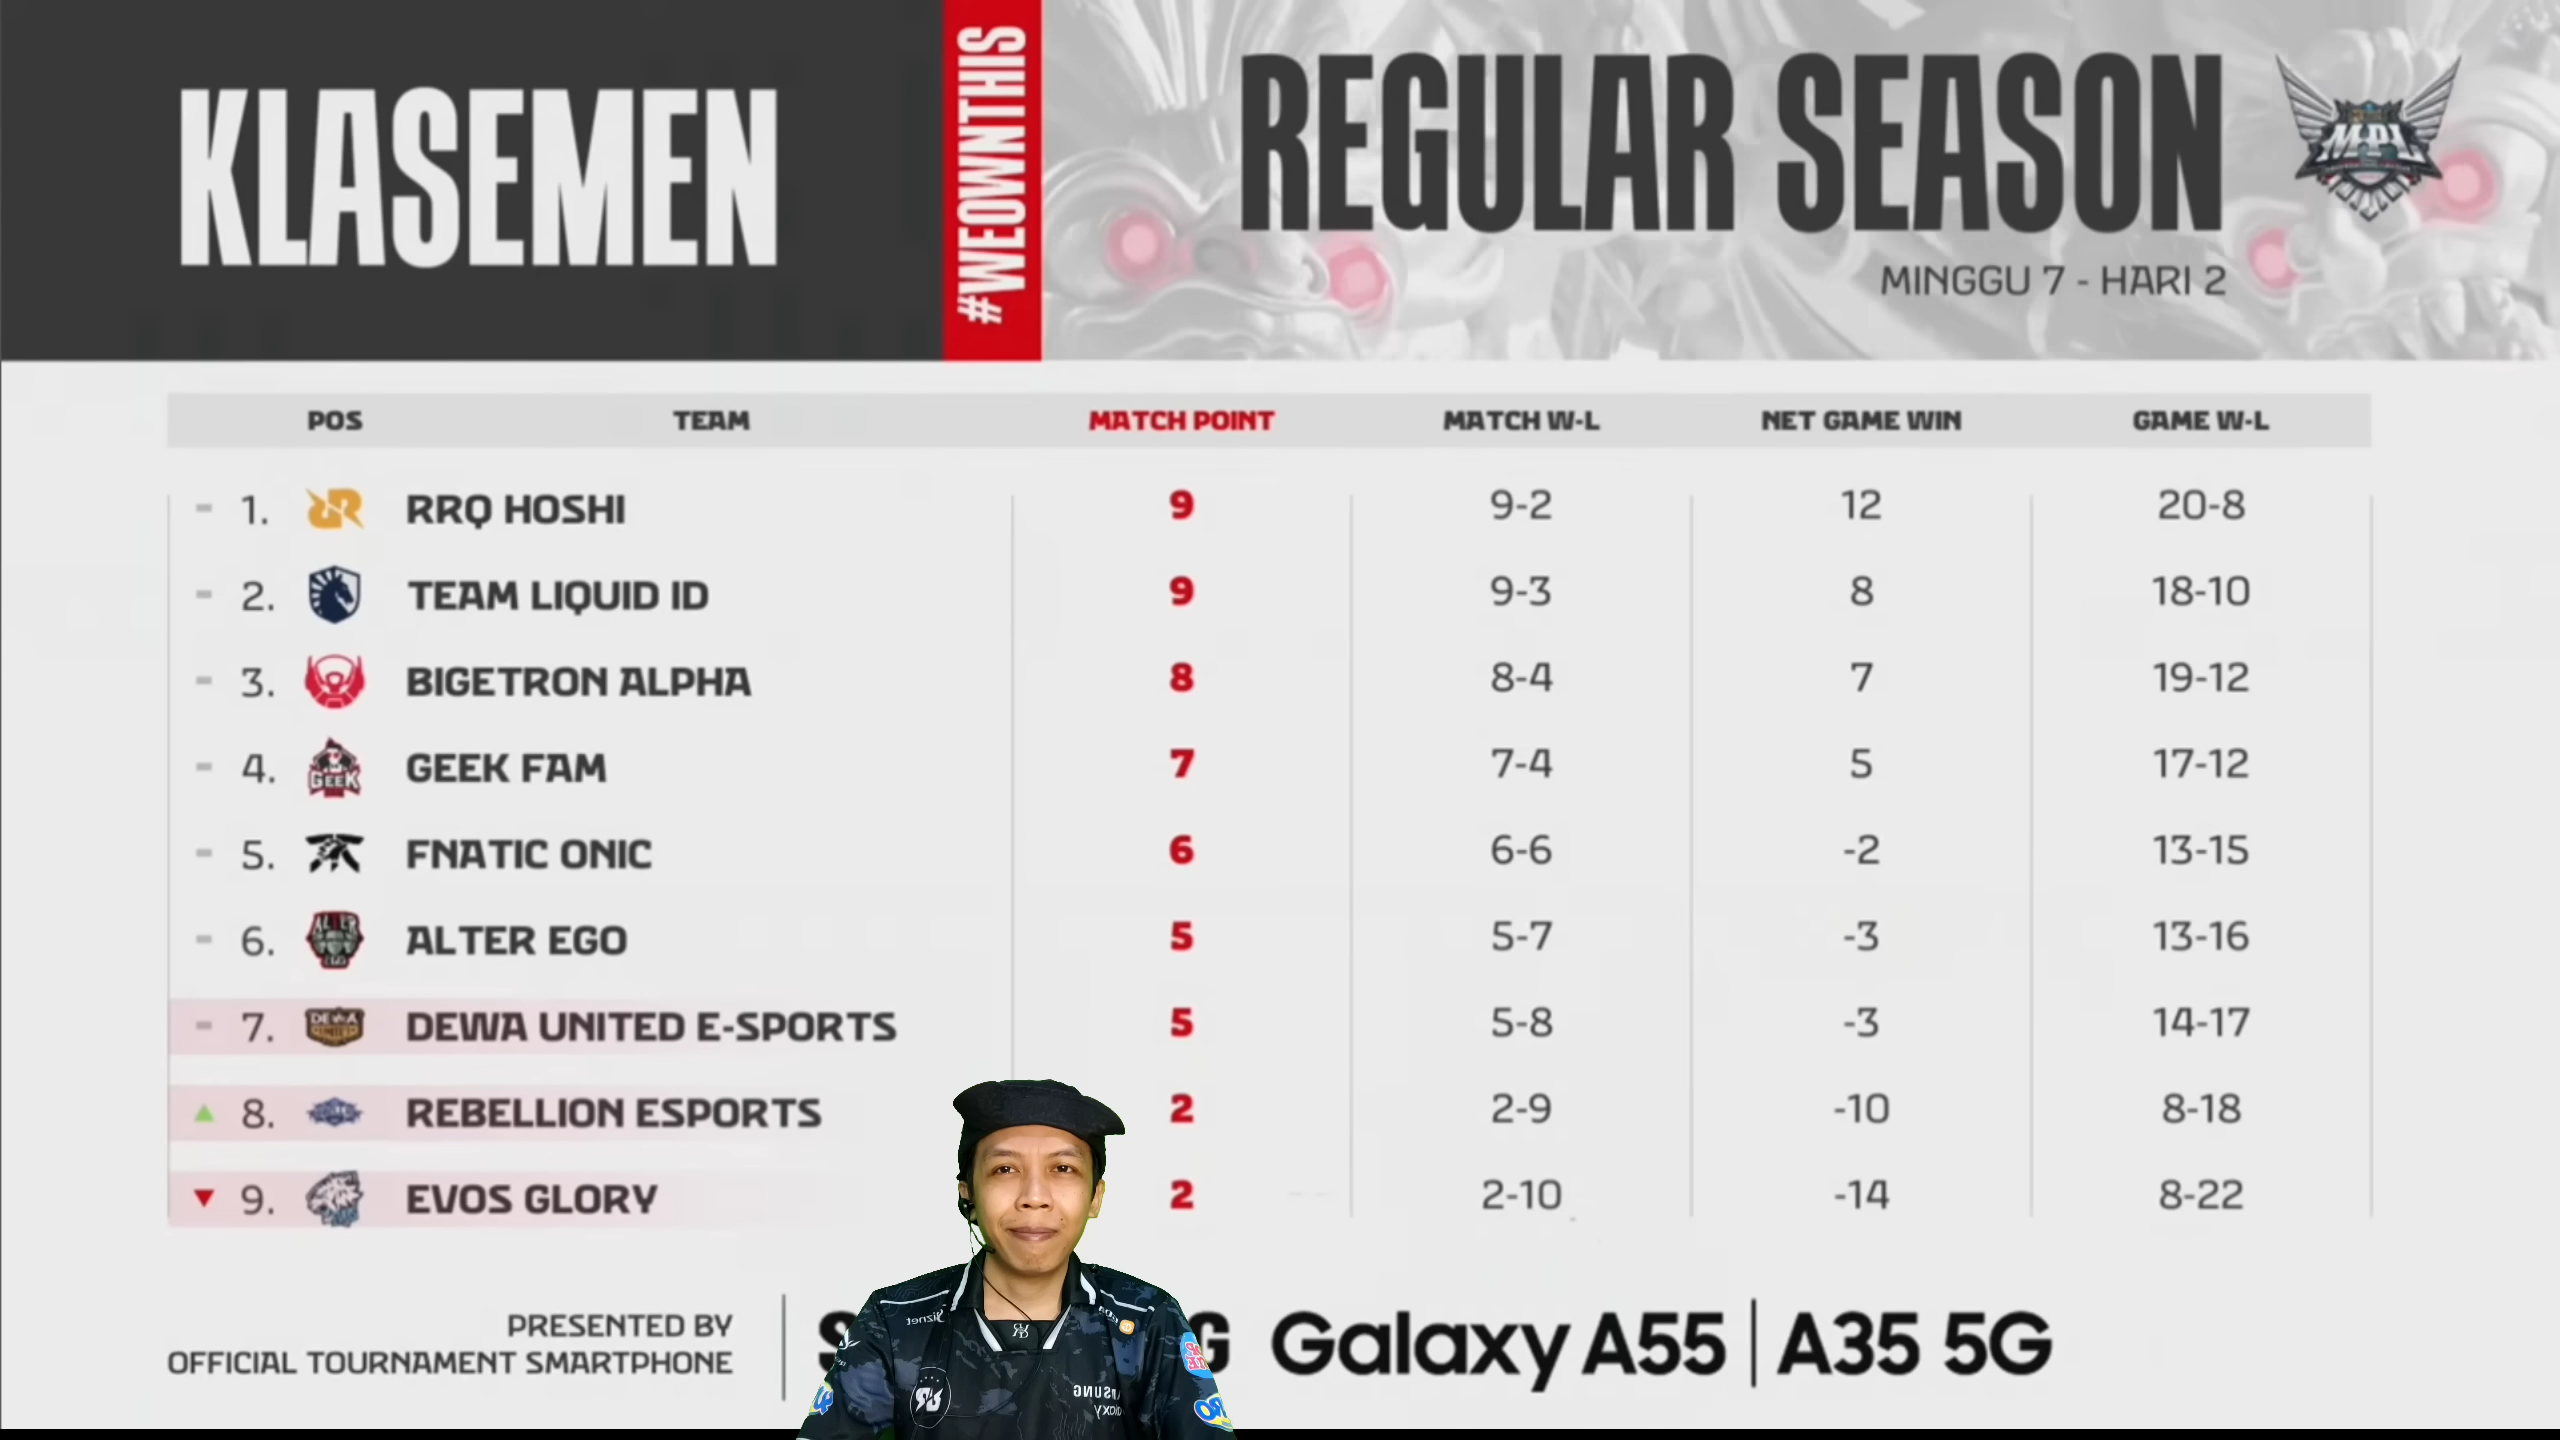 KLASEMEN
#WEOWNTHIS
REGULAR SEASON
MPL
MINGGU 7 - HARI 2
POS TEAM MATCH POINT MATCH W-L NET GAME WIN GAME W-L
- 1. RRQ HOSHI 9 9-2 12 20-8
- 2. TEAM LIQUID ID 9 9-3 8 18-10
- 3. BIGETRON ALPHA 8 8-4 7 19-12
- 4. GEEK GEEK FAM 7 7-4 5 17-12
- 5. FNATIC ONIC 6 6-6 -2 13-15
- 6. ALTER EGO 5 5-7 -3 13-16
- 7. DEWA UNITED DEWA UNITED E-SPORTS 5 5-8 -3 14-17
▲ 8. REBELLION ESPORTS 2 2-9 -10 8-18
▼ 9. EVOS GLORY 2 2-10 -14 8-22
PRESENTED BY
OFFICIAL TOURNAMENT SMARTPHONE
Galaxy A55 | A35 5G